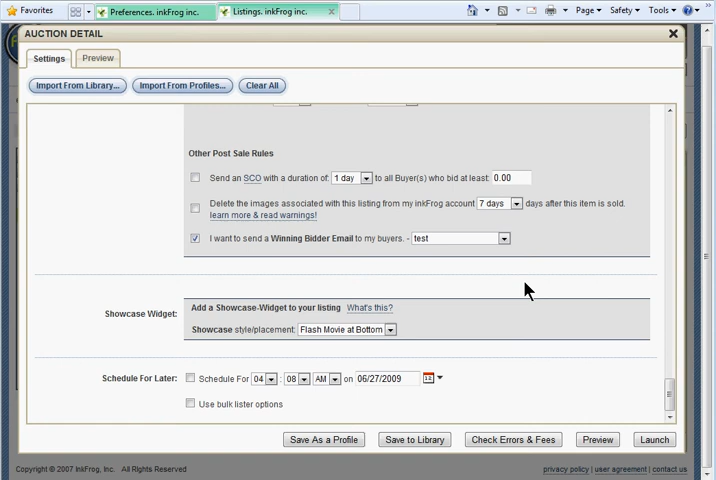 Favorites
Preferences. inkFrog inc.
Listings. inkFrog inc.
Page
Safety
Tools
AUCTION DETAIL
Settings
Preview
Import From Library...
Import From Profiles...
Clear All
Other Post Sale Rules
Send an SCO with a duration of: 1 day to all Buyer(s) who bid at least: 0.00
Delete the images associated with this listing from my inkFrog account 7 days days after this item is sold.
learn more & read warnings!
I want to send a Winning Bidder Email to my buyers. - test
Showcase Widget:
Add a Showcase-Widget to your listing What's this?
Showcase style/placement: Flash Movie at Bottom
Schedule For Later:
Schedule For 04 : 08 AM on 06/27/2009 12
Use bulk lister options
Save As a Profile
Save to Library
Check Errors & Fees
Preview
Launch
Copyright © 2007 InkFrog, Inc. All Rights Reserved
privacy policy | user agreement | contact us